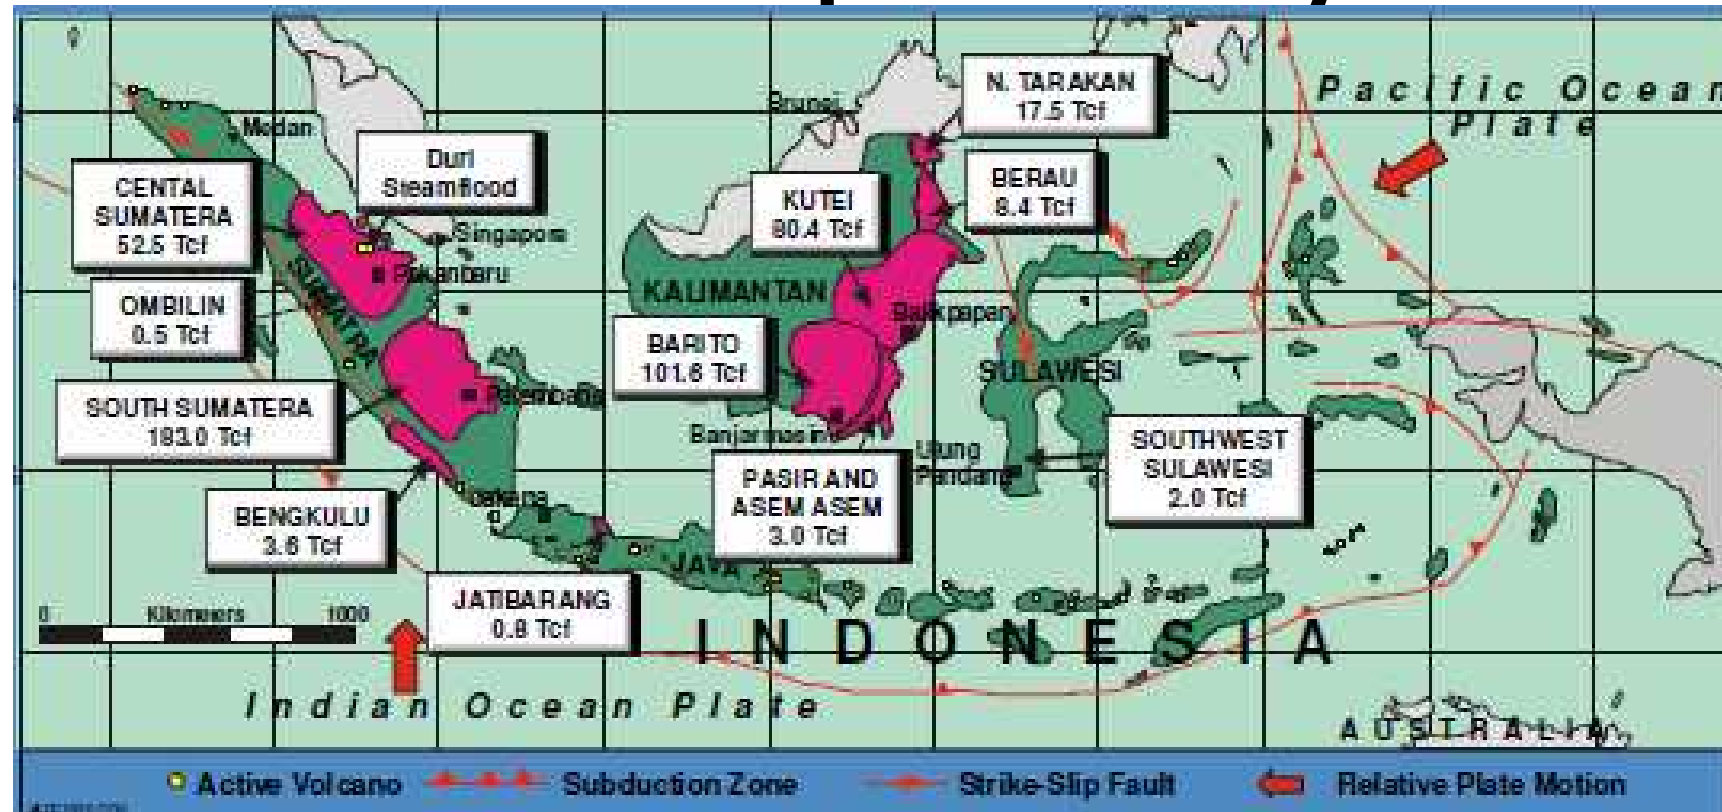 N. TARAKAN
17.5 Tcf
Pacific Ocean
Plate
Brunei
Medan
Duri
Steamflood
CENTAL
SUMATERA
52.5 Tcf
KUTEI
80.4 Tcf
BERAU
8.4 Tcf
Singapora
Pakanbaru
SUMATRA
KALIMANTAN
OMBILIN
0.5 Tcf
Balikpapan
BARITO
101.6 Tcf
SULAWESI
SOUTH SUMATERA
183.0 Tcf
Palembang
Banjarmasin
Ujung
Pandang
SOUTHWEST
SULAWESI
2.0 Tcf
PASIR AND
ASEM ASEM
3.0 Tcf
BENGKULU
3.6 Tcf
JAVA
JATIBARANG
0.8 Tcf
0 Kilometers 1000
INDONESIA
Indian Ocean Plate
AUSTRALIA
Active Volcano Subduction Zone Strike-Slip Fault Relative Plate Motion